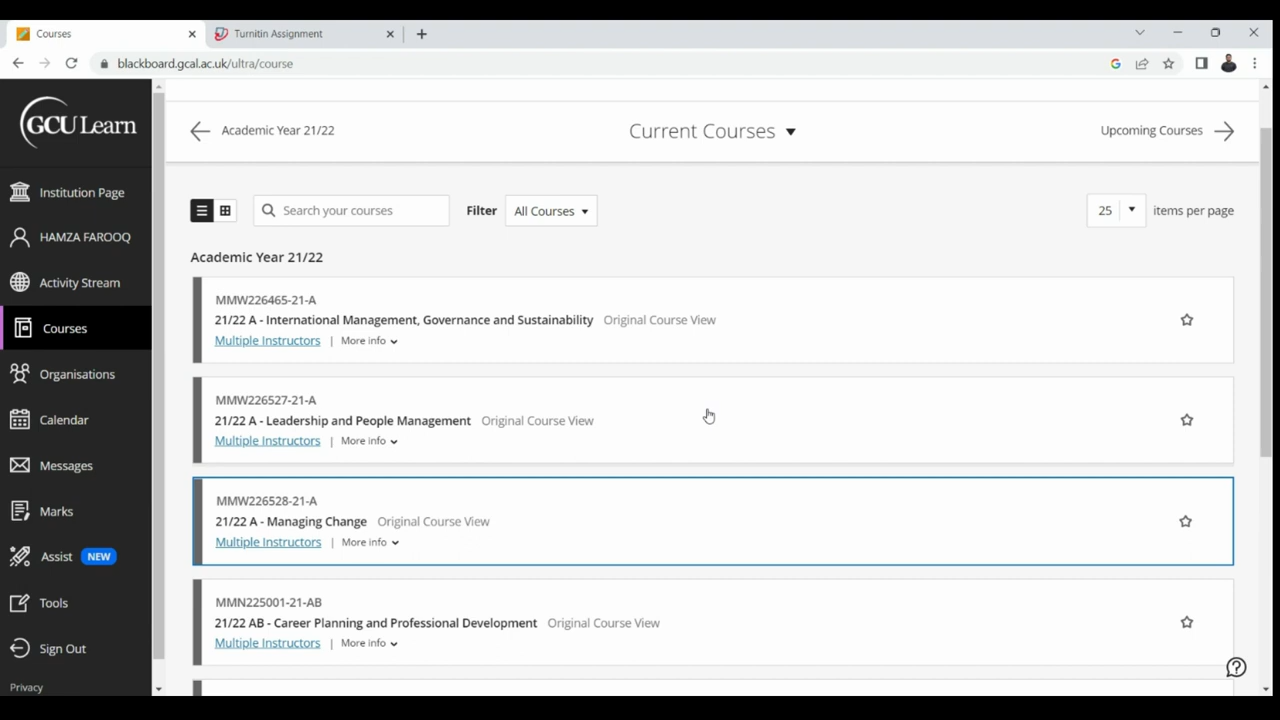 Courses
Turnitin Assignment
blackboard.gcal.ac.uk/ultra/course
GCU Learn
Institution Page
HAMZA FAROOQ
Activity Stream
Courses
Organisations
Calendar
Messages
Marks
Assist NEW
Tools
Sign Out
Privacy
Academic Year 21/22
Current Courses
Upcoming Courses
Search your courses
Filter
All Courses
25
items per page
Academic Year 21/22
MMW226465-21-A
21/22 A - International Management, Governance and Sustainability Original Course View
Multiple Instructors | More info
MMW226527-21-A
21/22 A - Leadership and People Management Original Course View
Multiple Instructors | More info
MMW226528-21-A
21/22 A - Managing Change Original Course View
Multiple Instructors | More info
MMN225001-21-AB
21/22 AB - Career Planning and Professional Development Original Course View
Multiple Instructors | More info